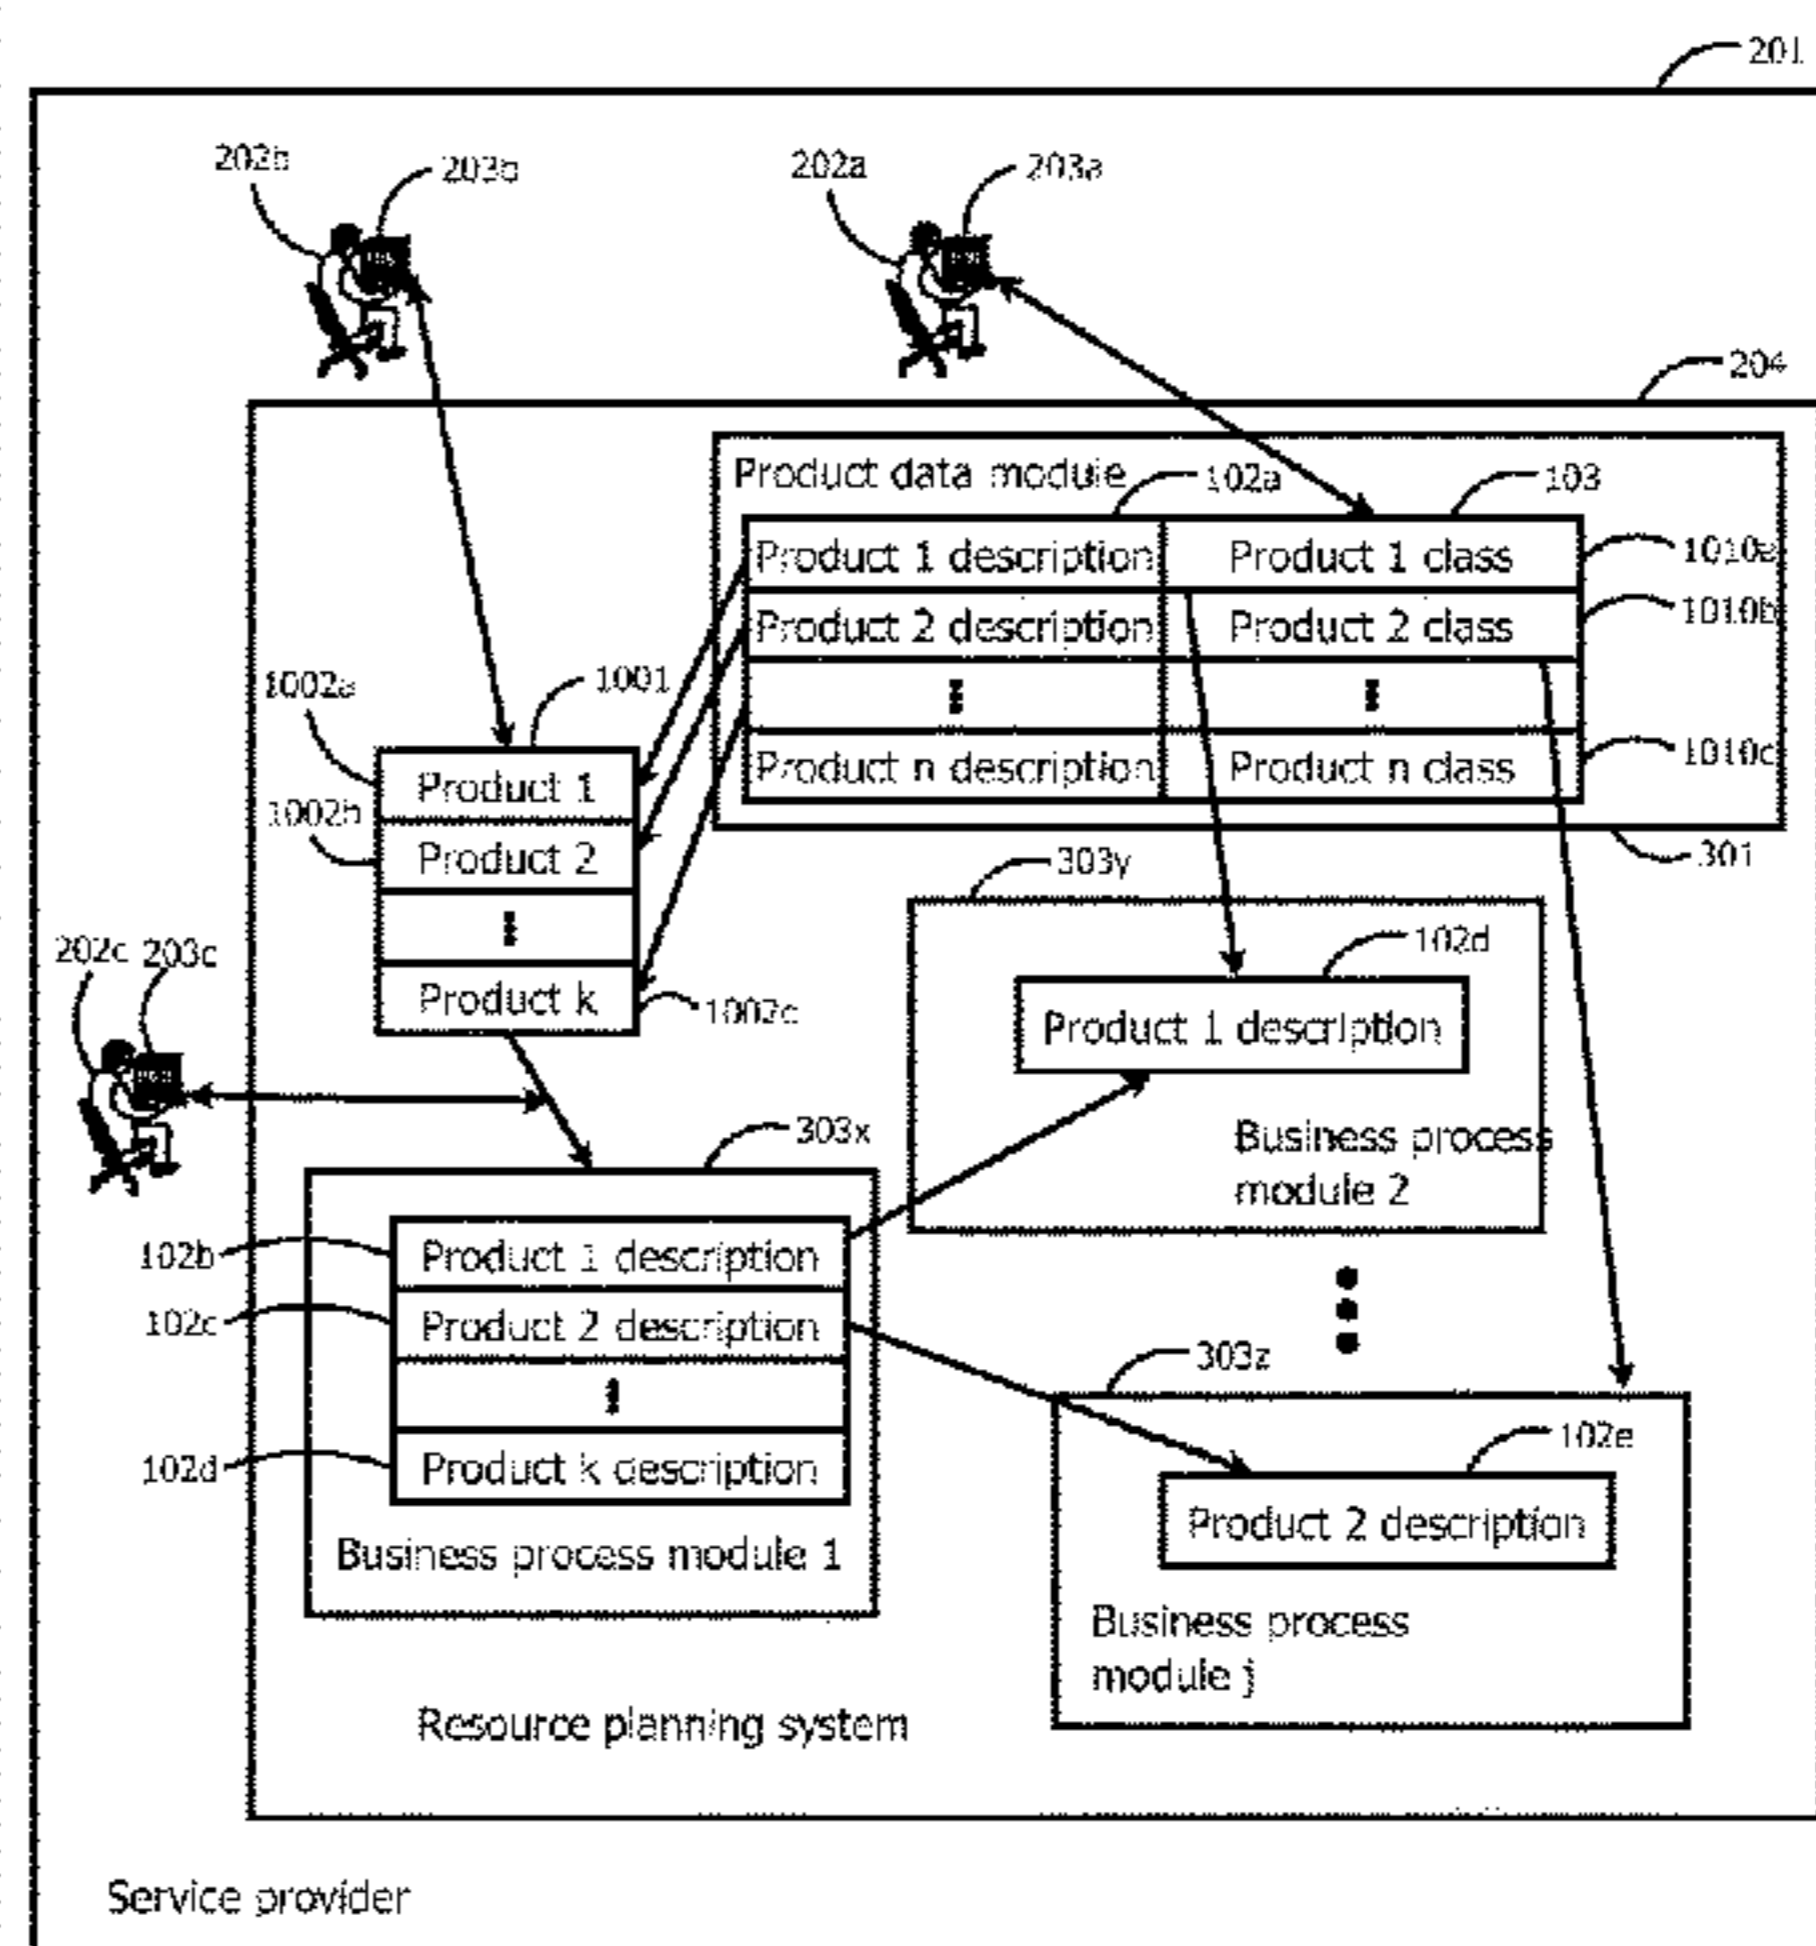 201
202b
203b
202a
203a
204
Product data module
102a
103
Product 1 description
Product 1 class
1010a
Product 2 description
Product 2 class
1010b
Product n description
Product n class
1010c
301
1002a
1001
Product 1
1002b
Product 2
Product k
1002c
202c
203c
303y
102d
Product 1 description
Business process
module 2
303x
102b
Product 1 description
102c
Product 2 description
102d
Product k description
Business process module 1
303z
102e
Product 2 description
Business process
module j
Resource planning system
Service provider